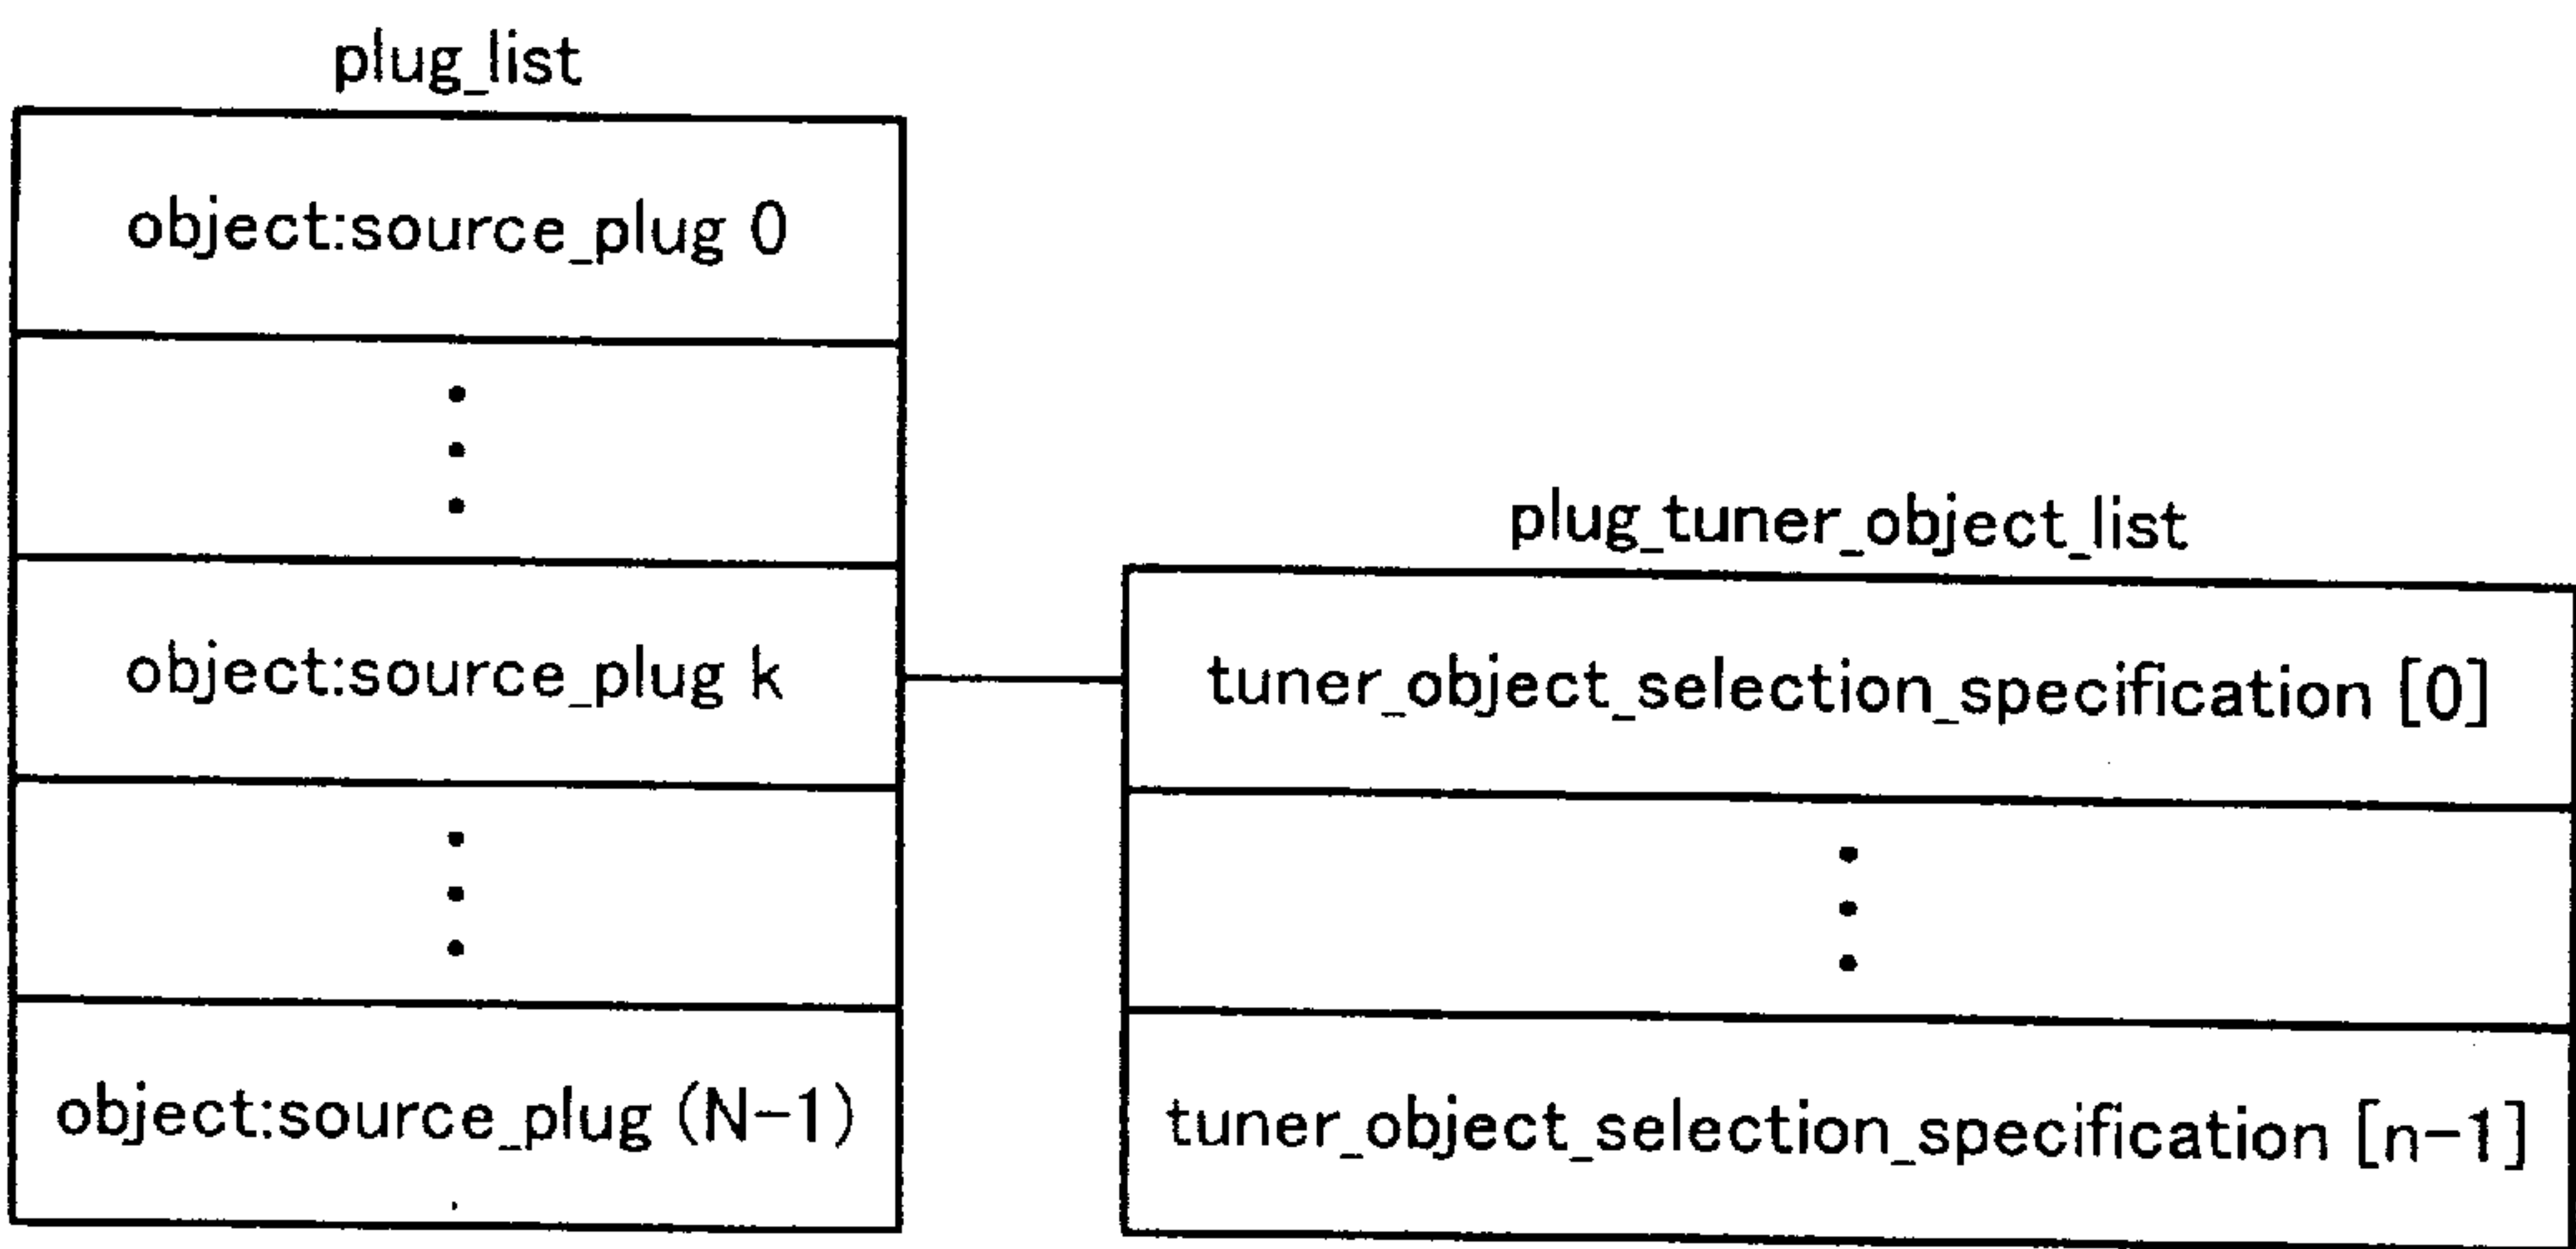 plug_list
object:source_plug 0
object:source_plug k
object:source_plug (N-1)
plug_tuner_object_list
tuner_object_selection_specification [0]
tuner_object_selection_specification [n-1]